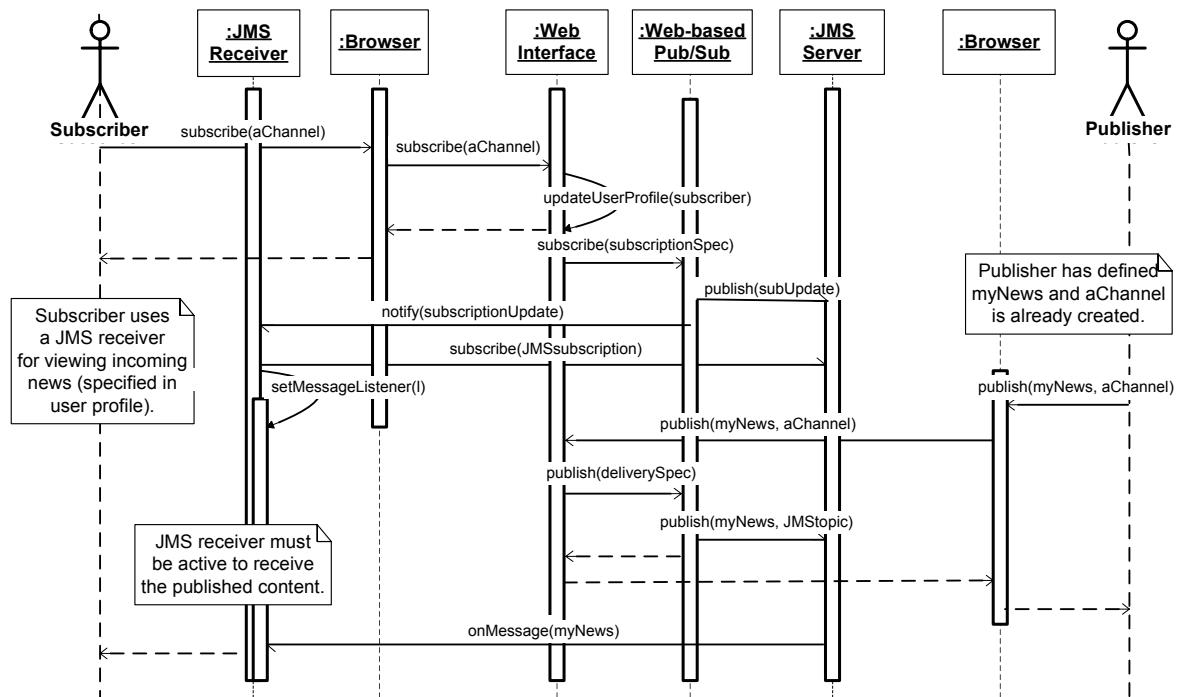 :JMS
Receiver
:Browser
:Web
Interface
:Web-based
Pub/Sub
:JMS
Server
:Browser
Subscriber
Publisher
subscribe(aChannel)
subscribe(aChannel)
updateUserProfile(subscriber)
subscribe(subscriptionSpec)
Publisher has defined
myNews and aChannel
is already created.
publish(subUpdate)
Subscriber uses
a JMS receiver
for viewing incoming
news (specified in
user profile).
notify(subscriptionUpdate)
subscribe(JMSsubscription)
setMessageListener(l)
publish(myNews, aChannel)
publish(myNews, aChannel)
publish(deliverySpec)
publish(myNews, JMStopic)
JMS receiver must
be active to receive
the published content.
onMessage(myNews)